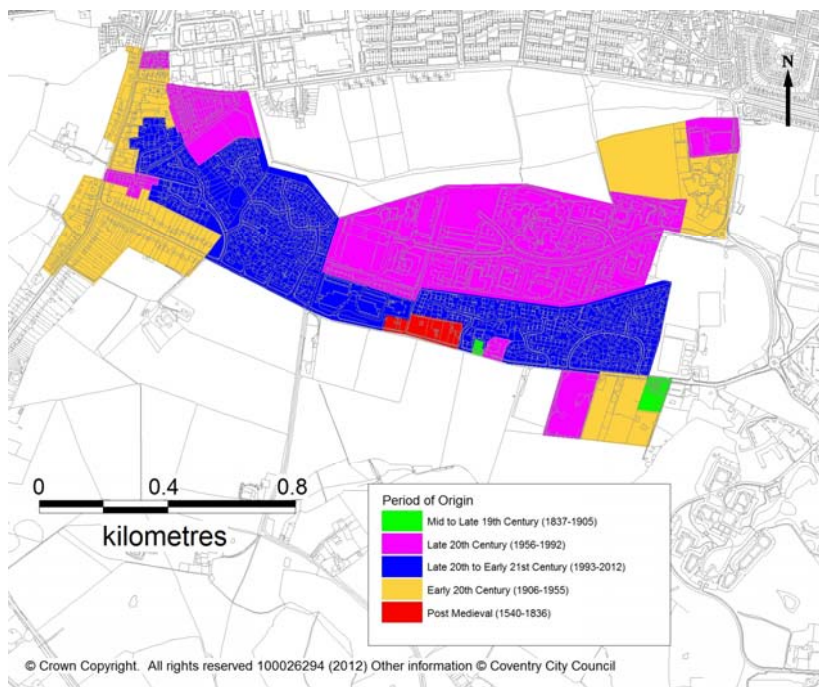 N
0 0.4 0.8
kilometres
Period of Origin
Mid to Late 19th Century (1837-1905)
Late 20th Century (1956-1992)
Late 20th to Early 21st Century (1993-2012)
Early 20th Century (1906-1955)
Post Medieval (1540-1836)
© Crown Copyright. All rights reserved 100026294 (2012) Other information © Coventry City Council